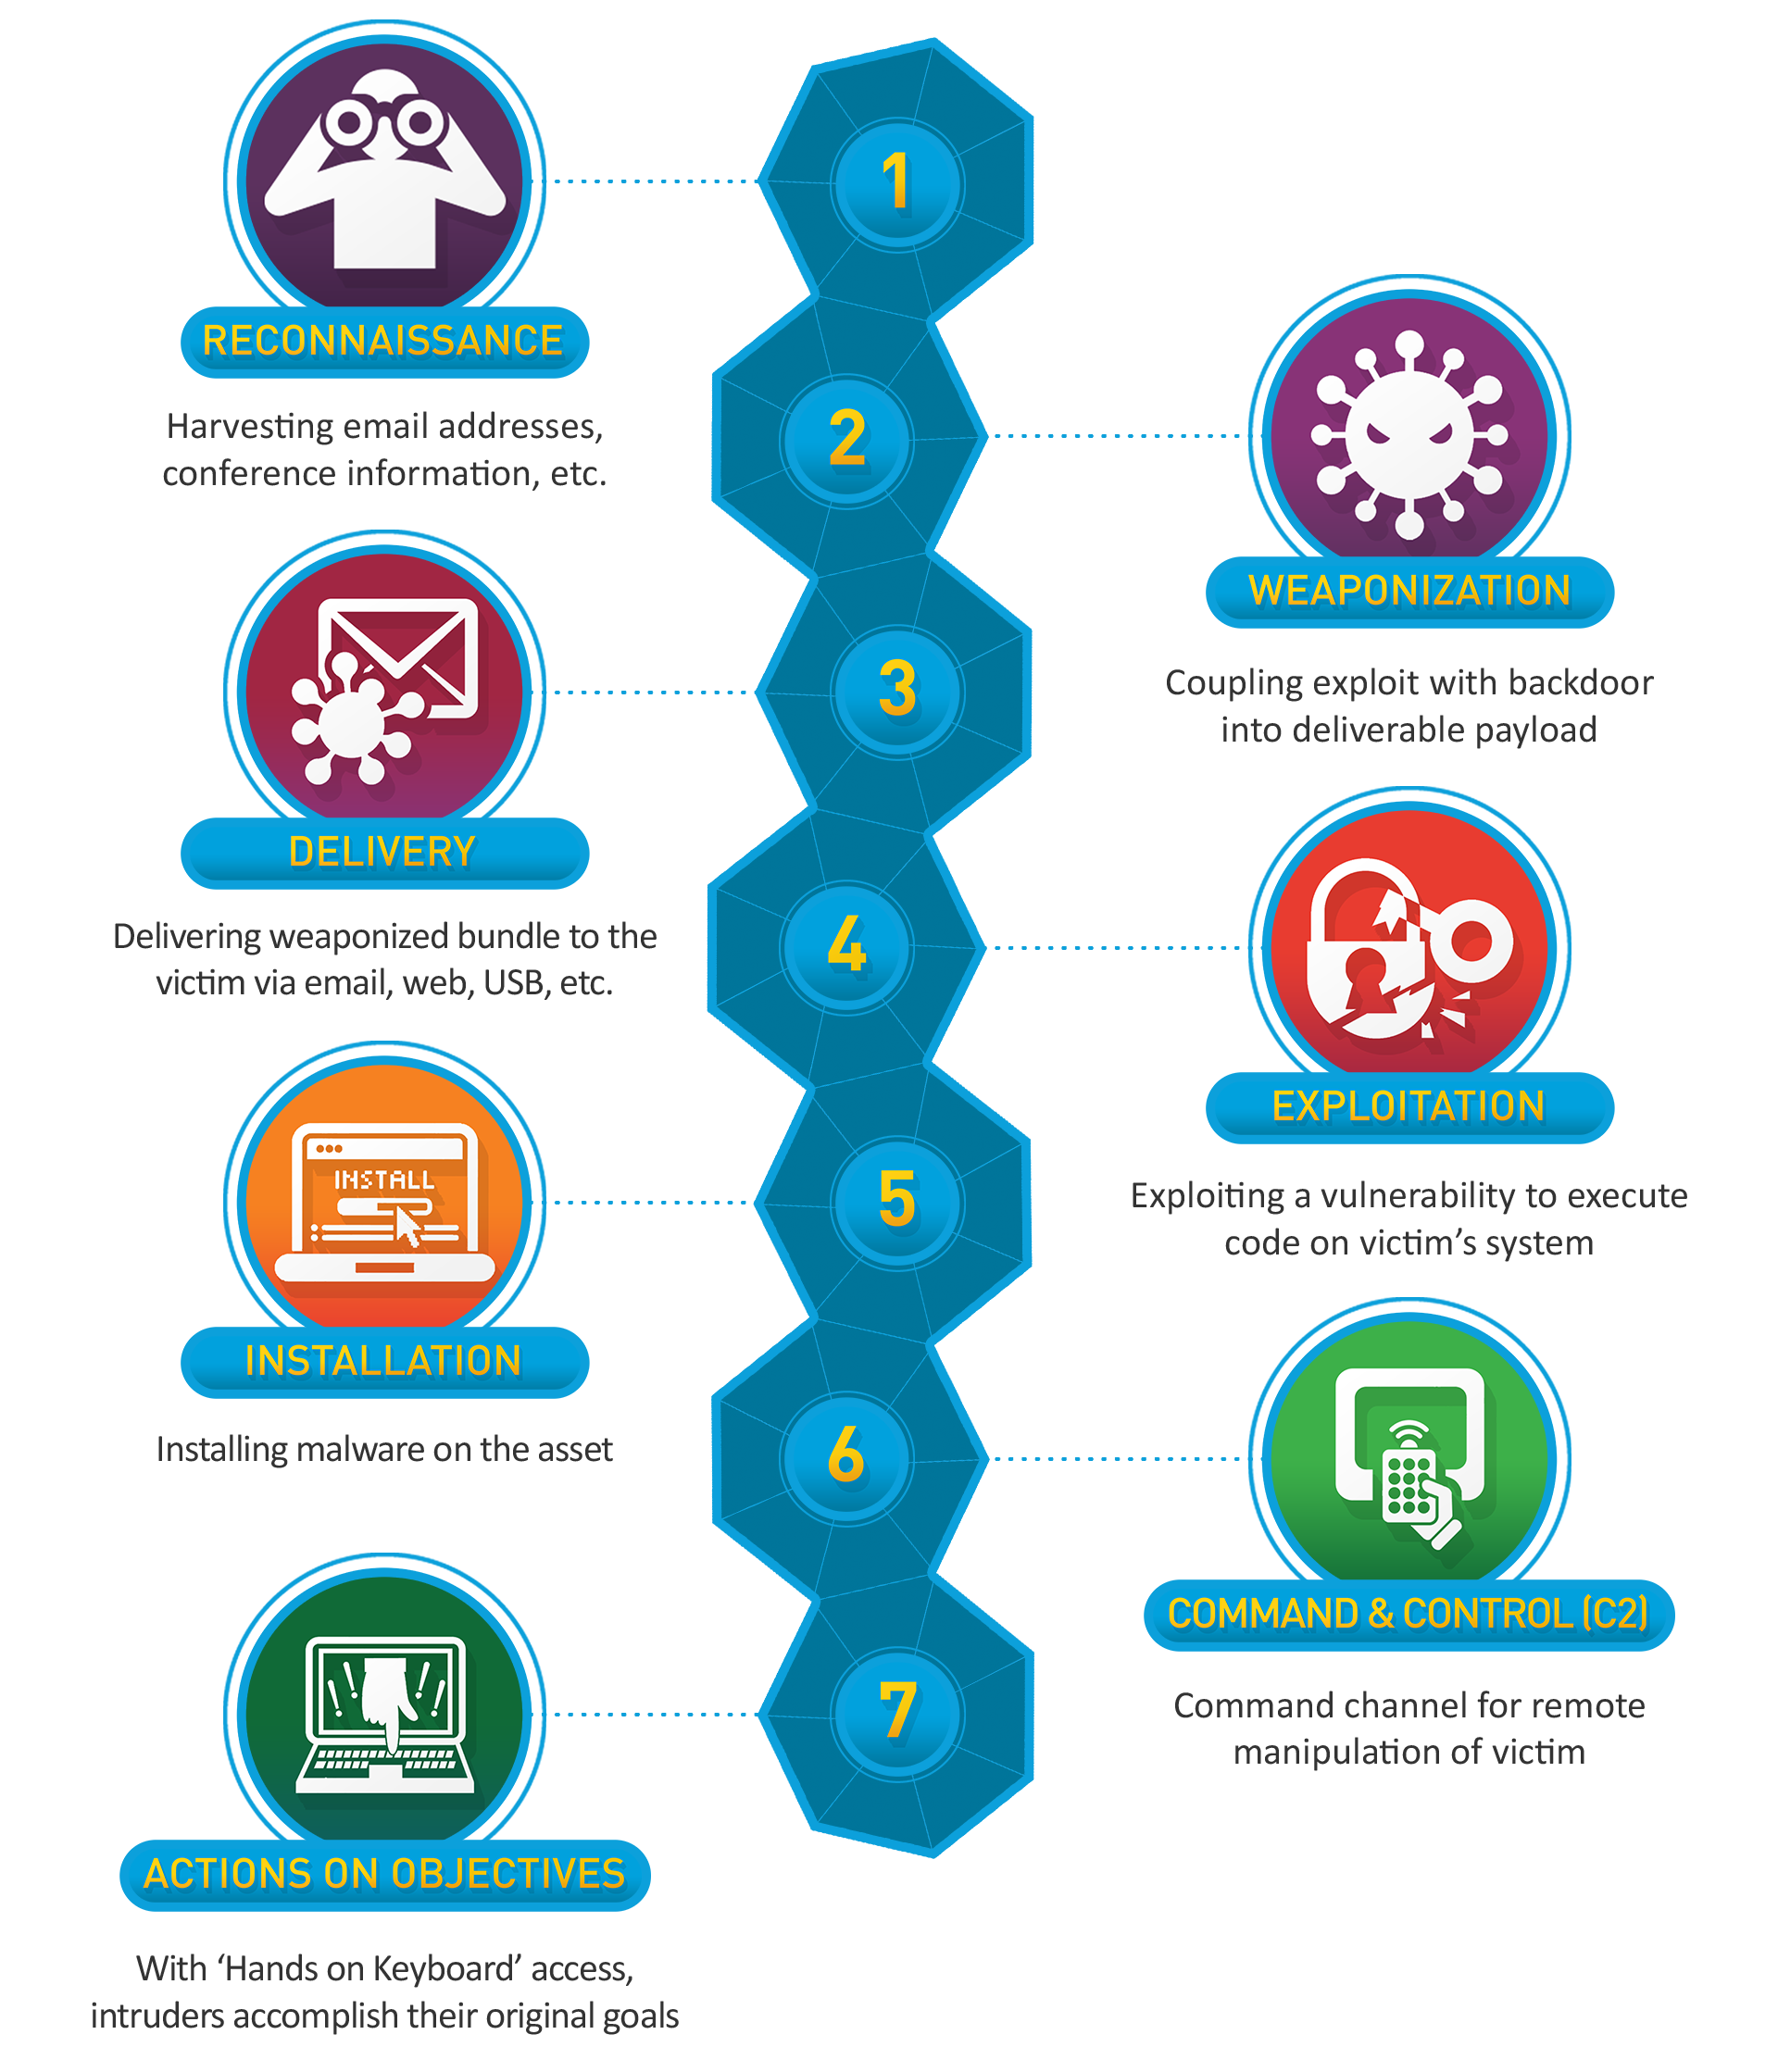 1
RECONNAISSANCE
Harvesting email addresses,
conference information, etc.
2
WEAPONIZATION
Coupling exploit with backdoor
into deliverable payload
3
DELIVERY
Delivering weaponized bundle to the
victim via email, web, USB, etc.
4
EXPLOITATION
Exploiting a vulnerability to execute
code on victim’s system
5
INSTALL
INSTALLATION
Installing malware on the asset
6
COMMAND & CONTROL (C2)
Command channel for remote
manipulation of victim
7
ACTIONS ON OBJECTIVES
With ‘Hands on Keyboard’ access,
intruders accomplish their original goals